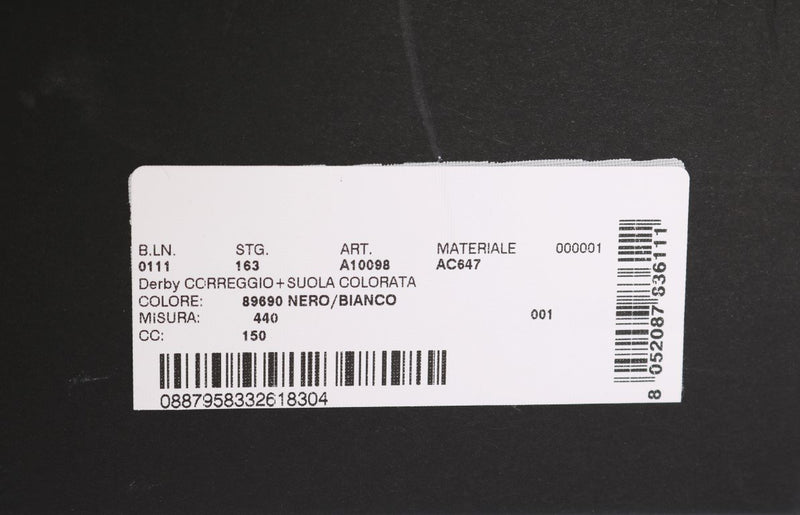 B.LN. STG. ART. MATERIALE 000001
0111 163 A10098 AC647
Derby CORREGGIO+SUOLA COLORATA
COLORE: 89690 NERO/BIANCO
MISURA: 440 001
CC: 150
0887958332618304
8 052087 836111